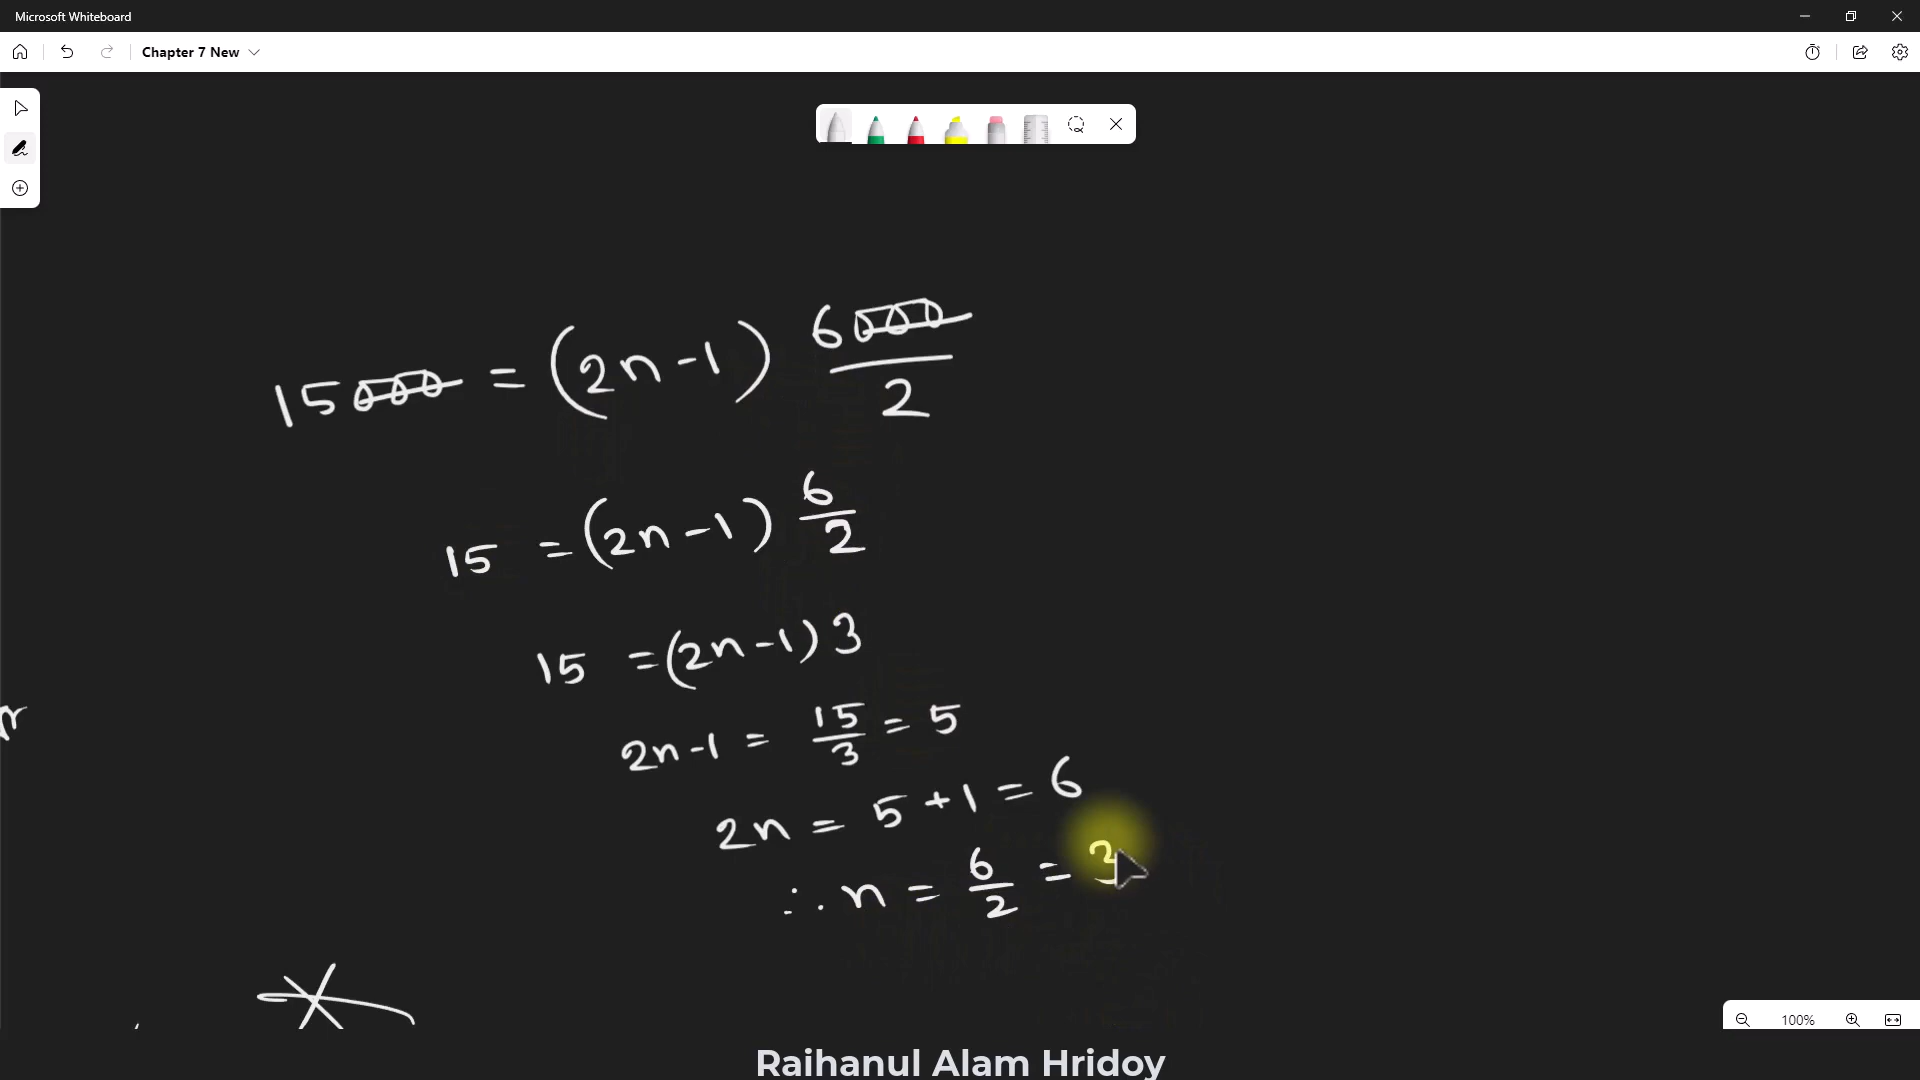 Microsoft Whiteboard
Chapter 7 New
15000 = (2n-1) 6000/2
15 = (2n-1) 6/2
15 = (2n-1) 3
2n-1 = 15/3 = 5
2n = 5+1 = 6
∴ n = 6/2 = 3
100%
Raihanul Alam Hridoy